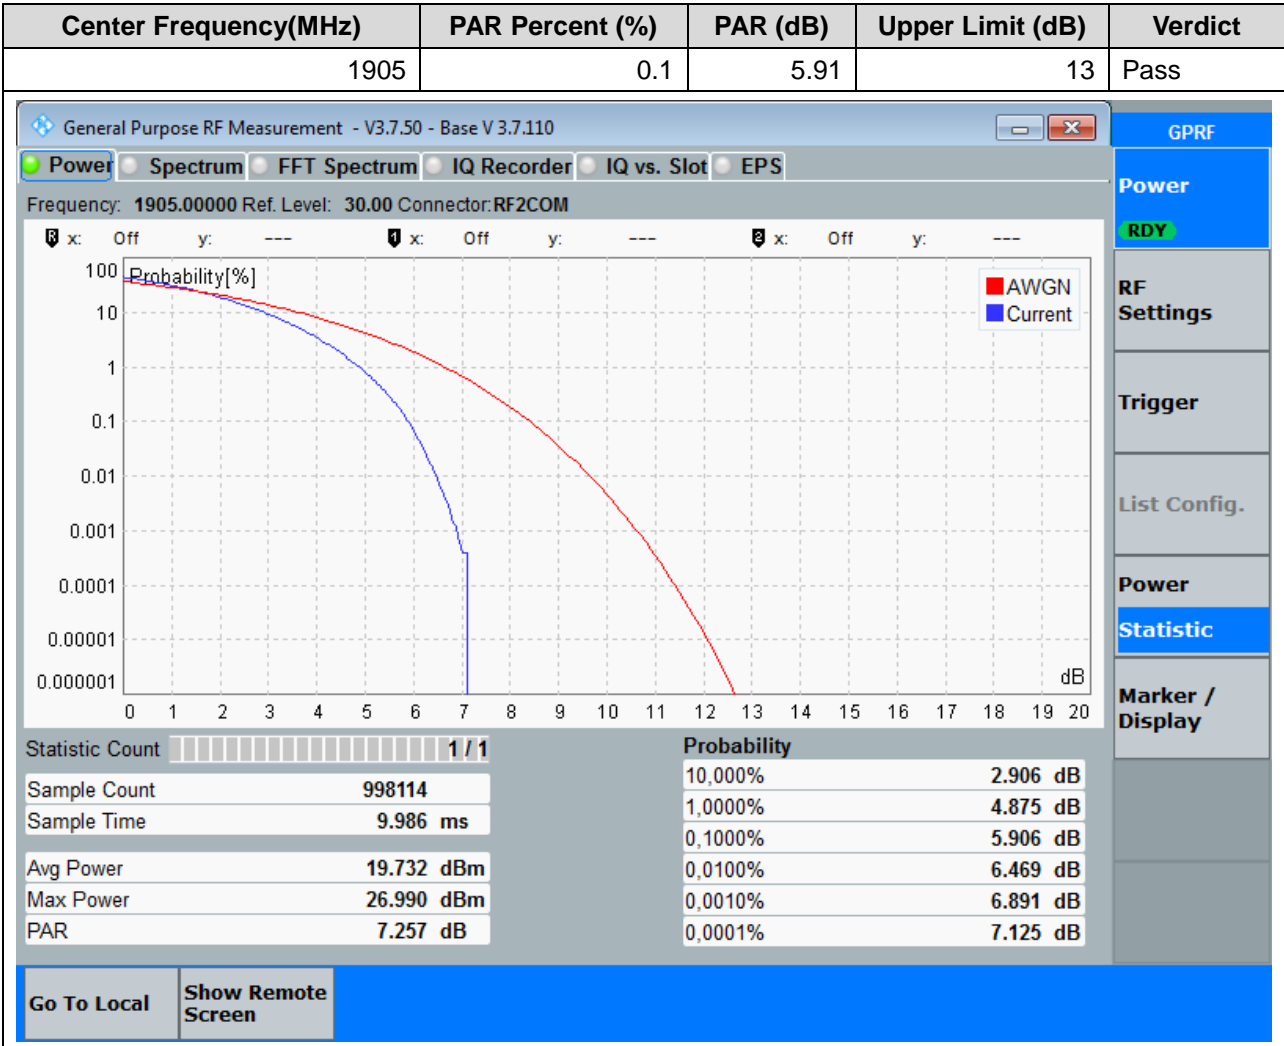 Center Frequency(MHz) PAR Percent (%) PAR (dB) Upper Limit (dB) Verdict
1905 0.1 5.91 13 Pass
General Purpose RF Measurement - V3.7.50 - Base V 3.7.110
GPRF
Power Spectrum FFT Spectrum IQ Recorder IQ vs. Slot EPS
Frequency: 1905.00000 Ref. Level: 30.00 Connector: RF2COM
R x: Off y: --- 1 x: Off y: --- 2 x: Off y: ---
Probability[%]
AWGN
Current
100
10
1
0.1
0.01
0.001
0.0001
0.00001
0.000001
dB
0 1 2 3 4 5 6 7 8 9 10 11 12 13 14 15 16 17 18 19 20
Statistic Count 1 / 1
Sample Count 998114
Sample Time 9.986 ms
Avg Power 19.732 dBm
Max Power 26.990 dBm
PAR 7.257 dB
Probability
10,000% 2.906 dB
1,0000% 4.875 dB
0,1000% 5.906 dB
0,0100% 6.469 dB
0,0010% 6.891 dB
0,0001% 7.125 dB
Power
RDY
RF
Settings
Trigger
List Config.
Power
Statistic
Marker /
Display
Go To Local
Show Remote
Screen